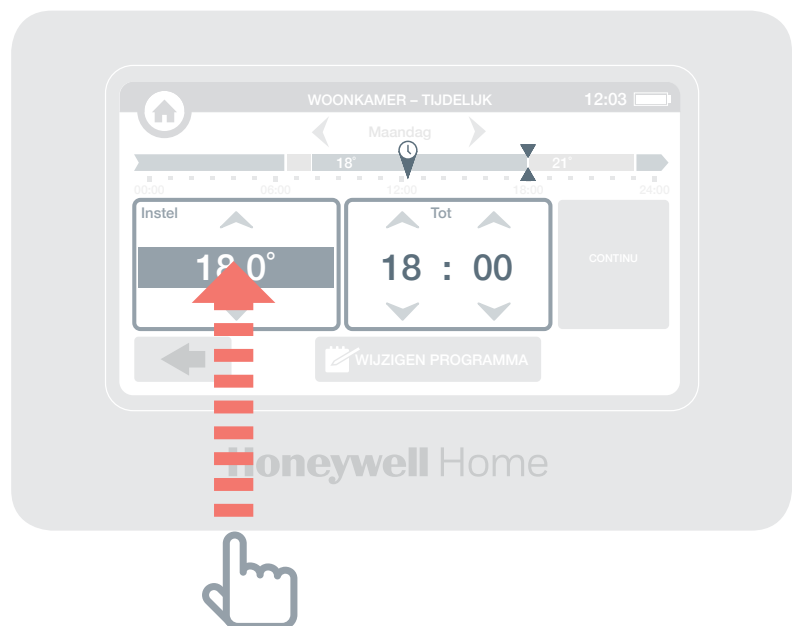 WOONKAMER – TIJDELIJK 12:03
Maandag
18° 21°
00:00 06:00 12:00 18:00 24:00
Instel Tot
18.0° 18 : 00 CONTINU
WIJZIGEN PROGRAMMA
Honeywell Home